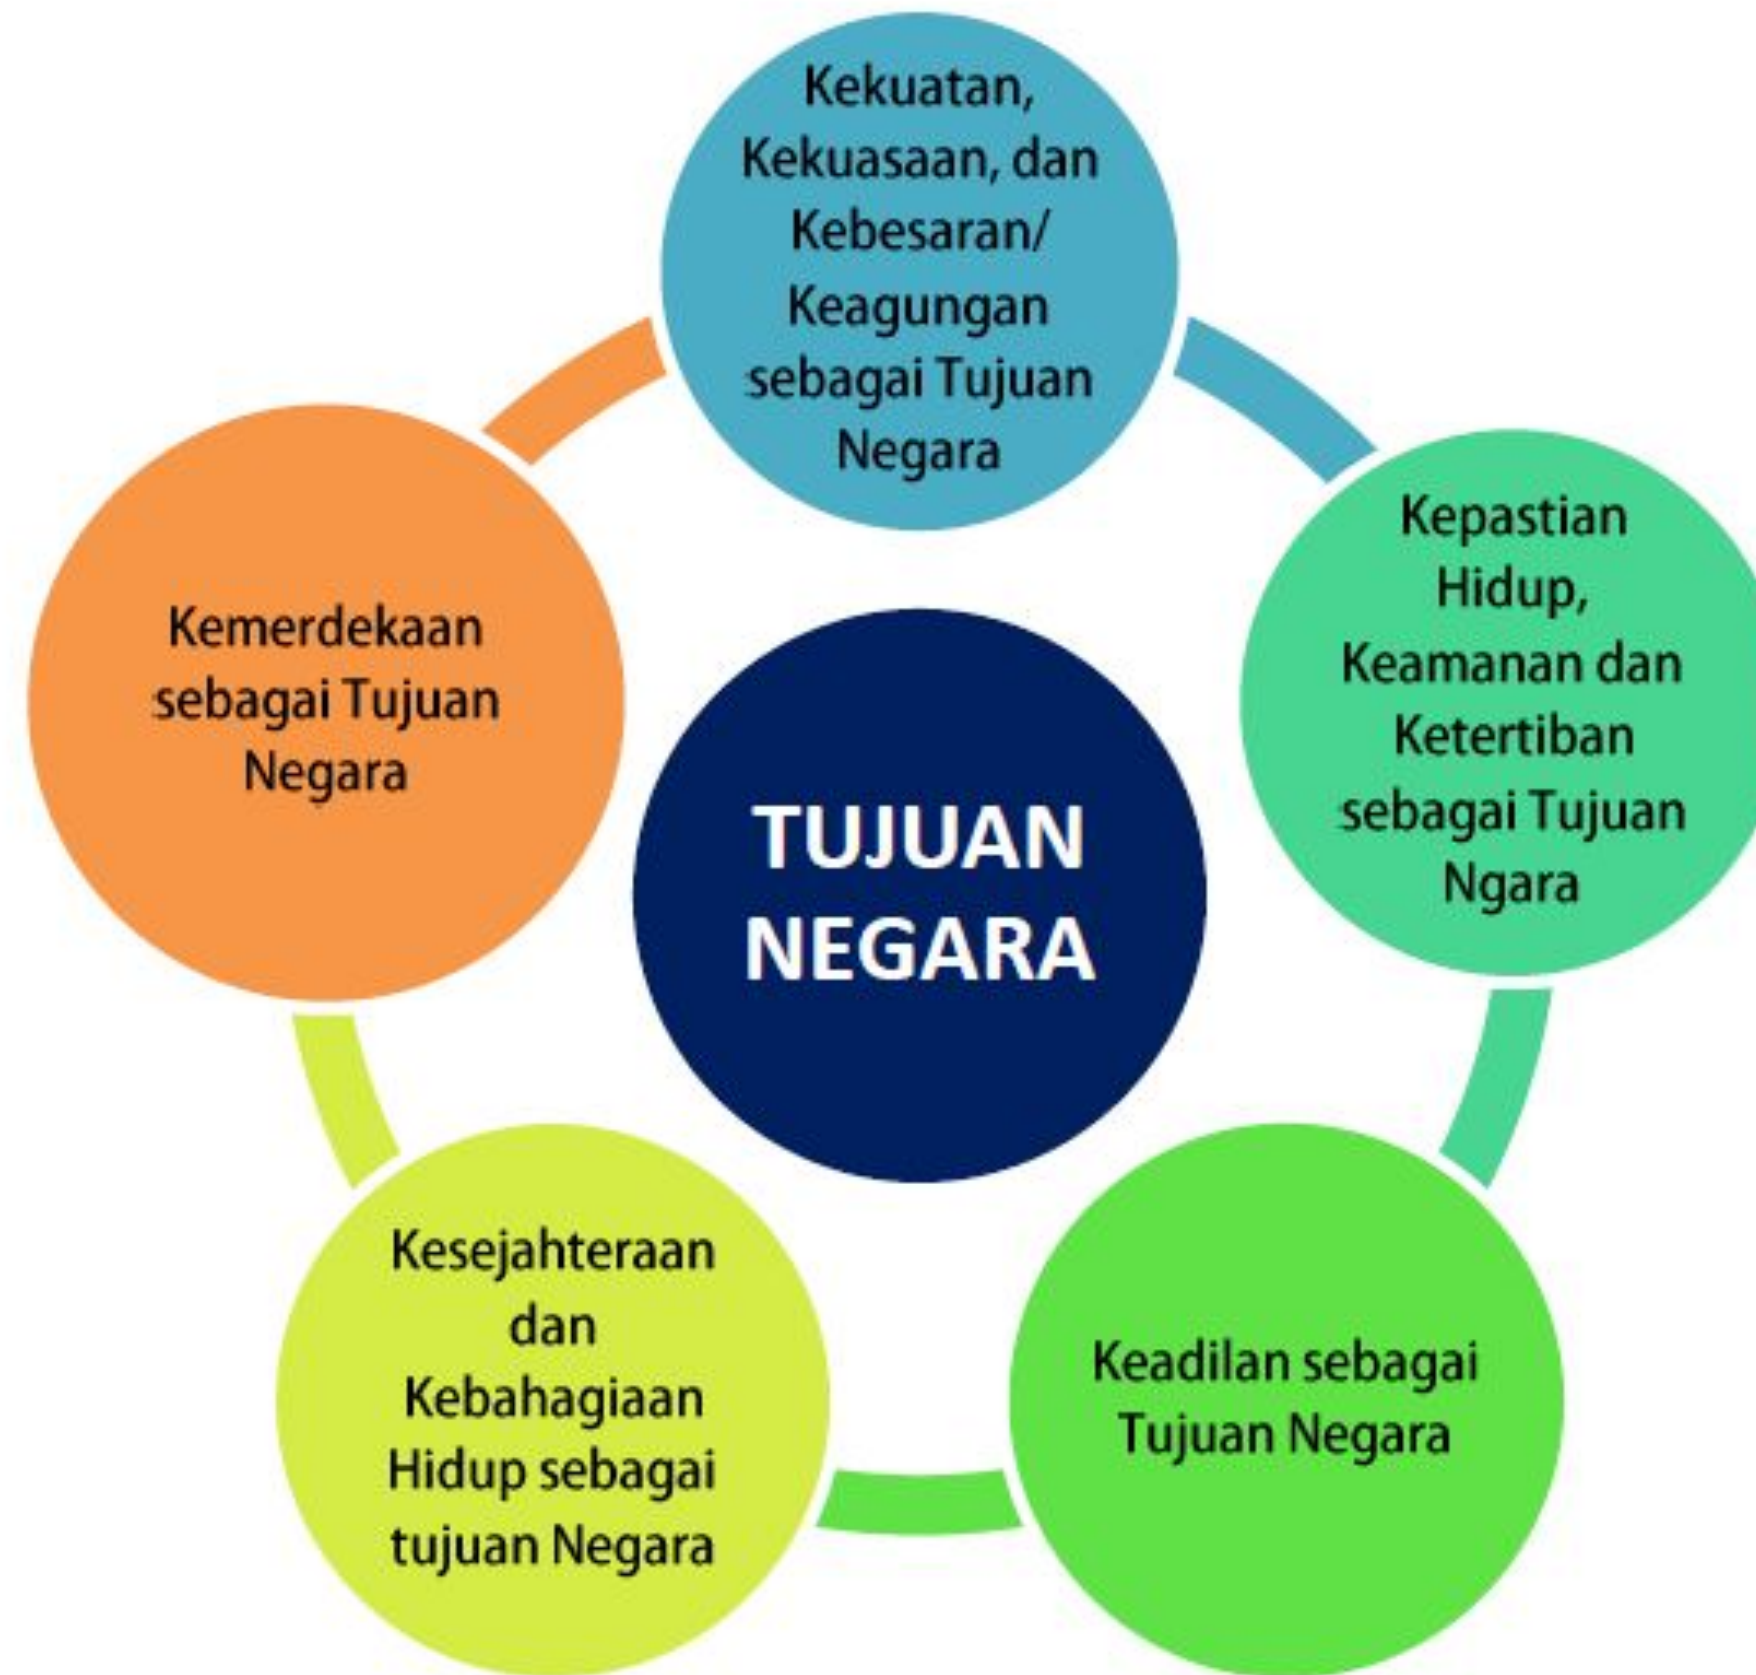 Kekuatan,
Kekuasaan, dan
Kebesaran/
Keagungan
sebagai Tujuan
Negara
Kepastian
Hidup,
Keamanan dan
Ketertiban
sebagai Tujuan
Ngara
Keadilan sebagai
Tujuan Negara
Kesejahteraan
dan
Kebahagiaan
Hidup sebagai
tujuan Negara
Kemerdekaan
sebagai Tujuan
Negara
TUJUAN
NEGARA